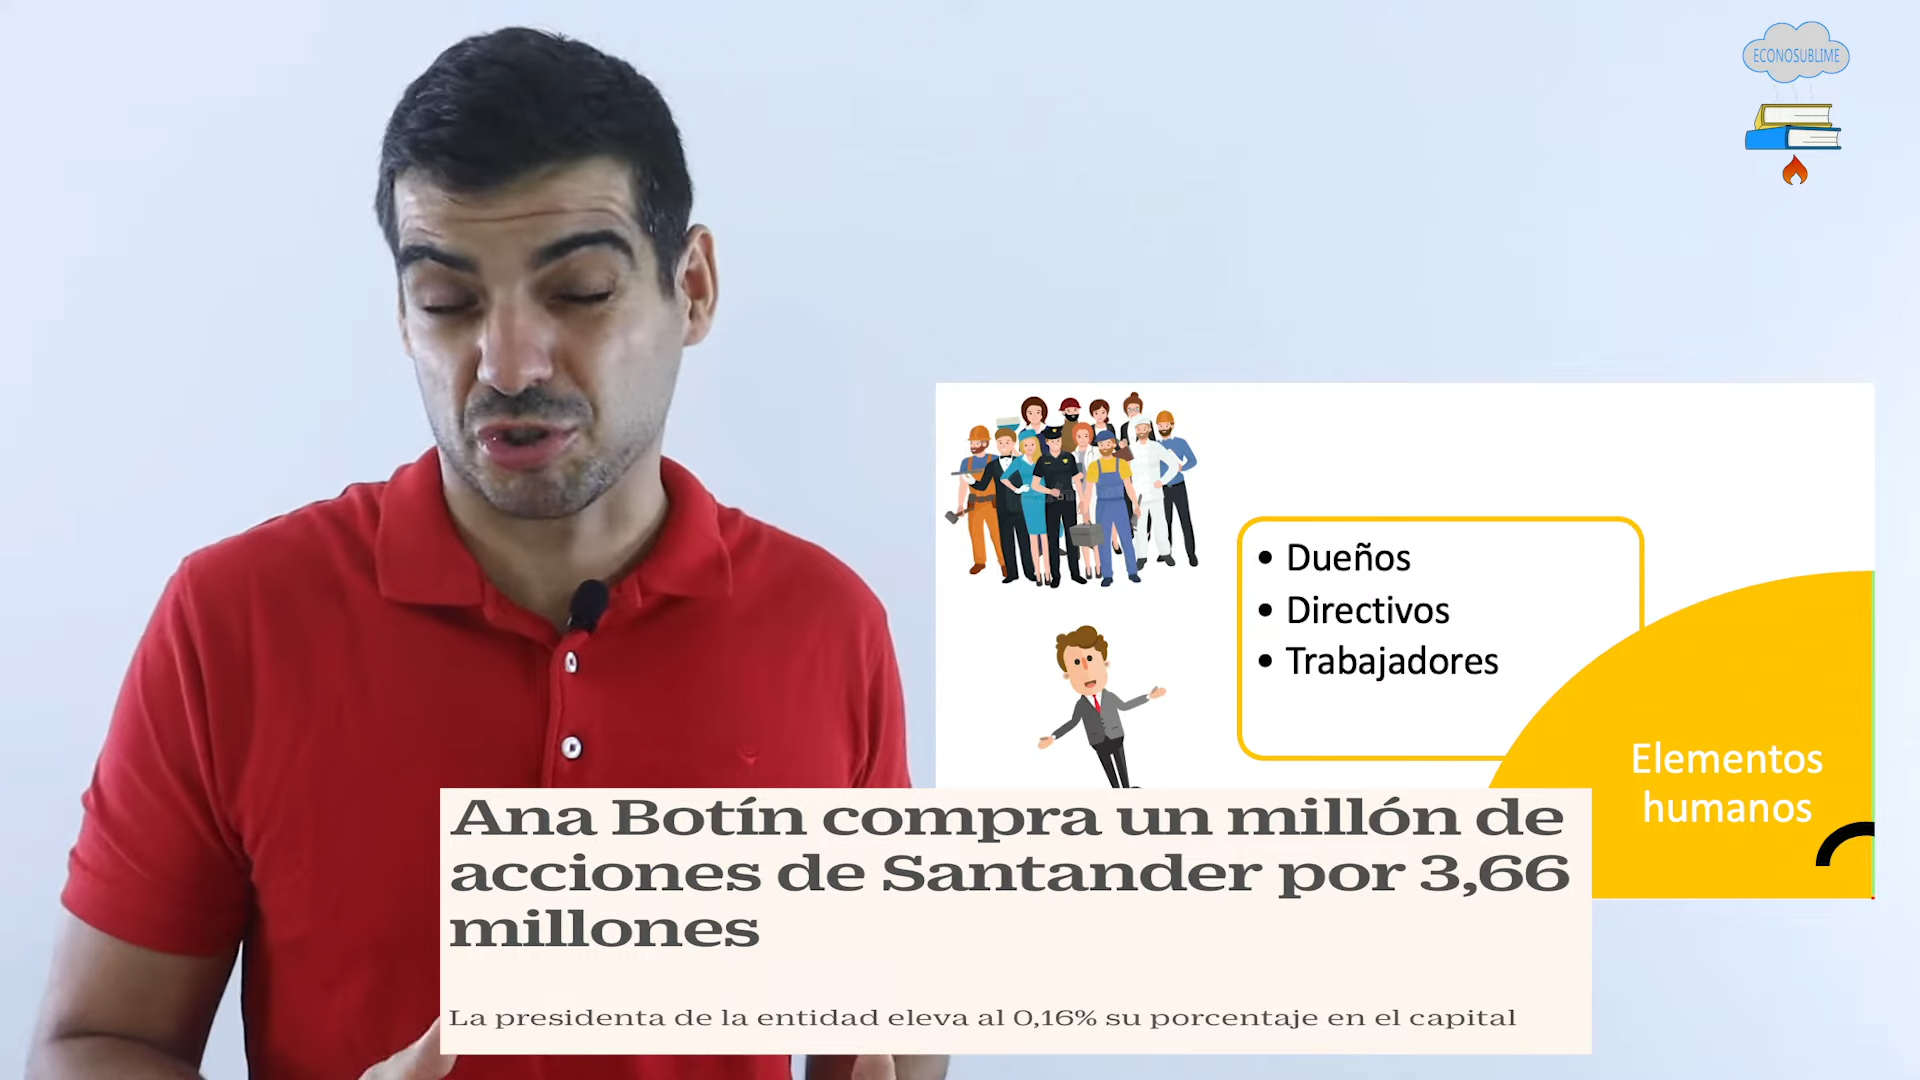 ECONOSUBLIME
• Dueños
• Directivos
• Trabajadores
Elementos
humanos
Ana Botín compra un millón de
acciones de Santander por 3,66
millones
La presidenta de la entidad eleva al 0,16% su porcentaje en el capital